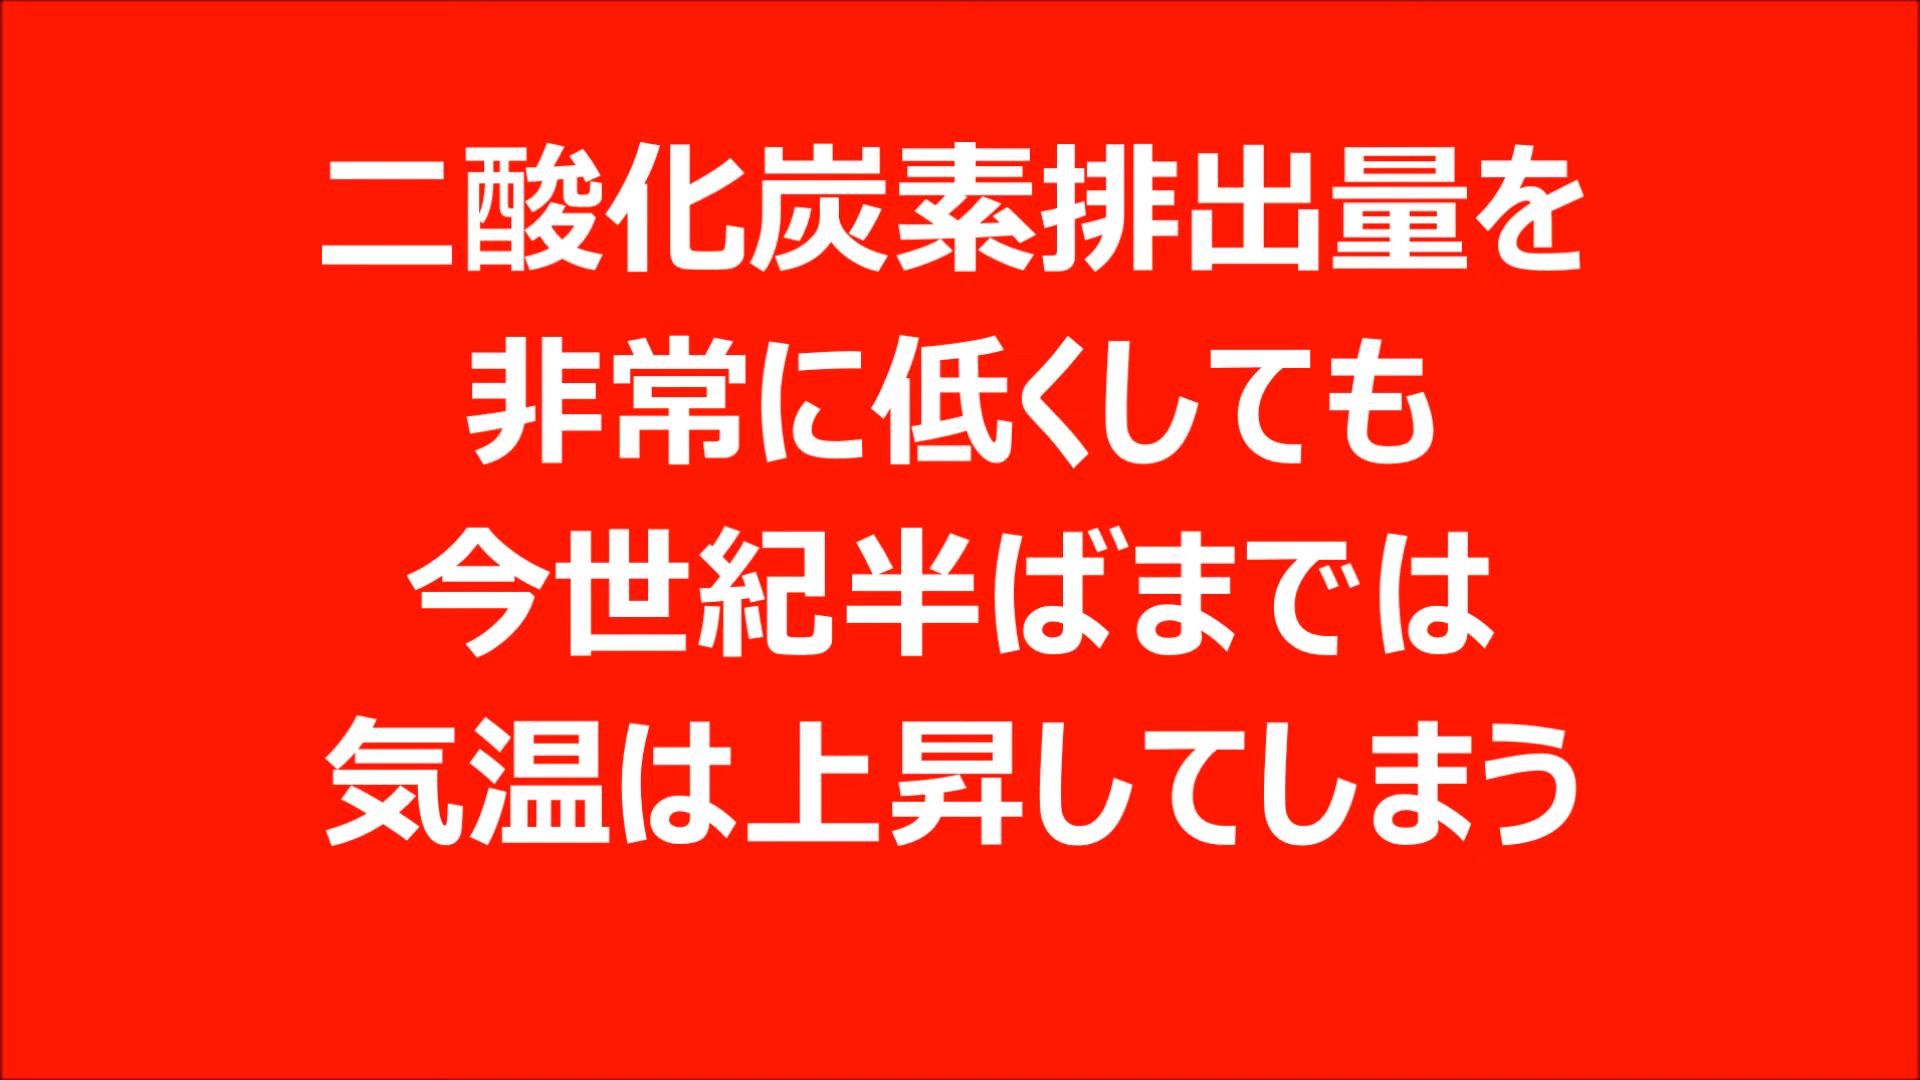 二酸化炭素排出量を
非常に低くしても
今世紀半ばまでは
気温は上昇してしまう